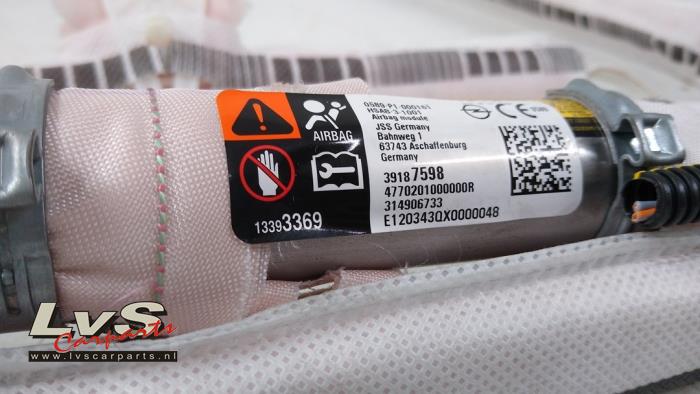 0589-P1-000161
HSAB-3-1001
Airbag module
JSS Germany
Bahnweg 1
63743 Aschaffenburg
Germany
AIRBAG
39187598
4770201000000R
314906733
E120343QX0000048
13393369
LvS
Carparts
www.lvscarparts.nl